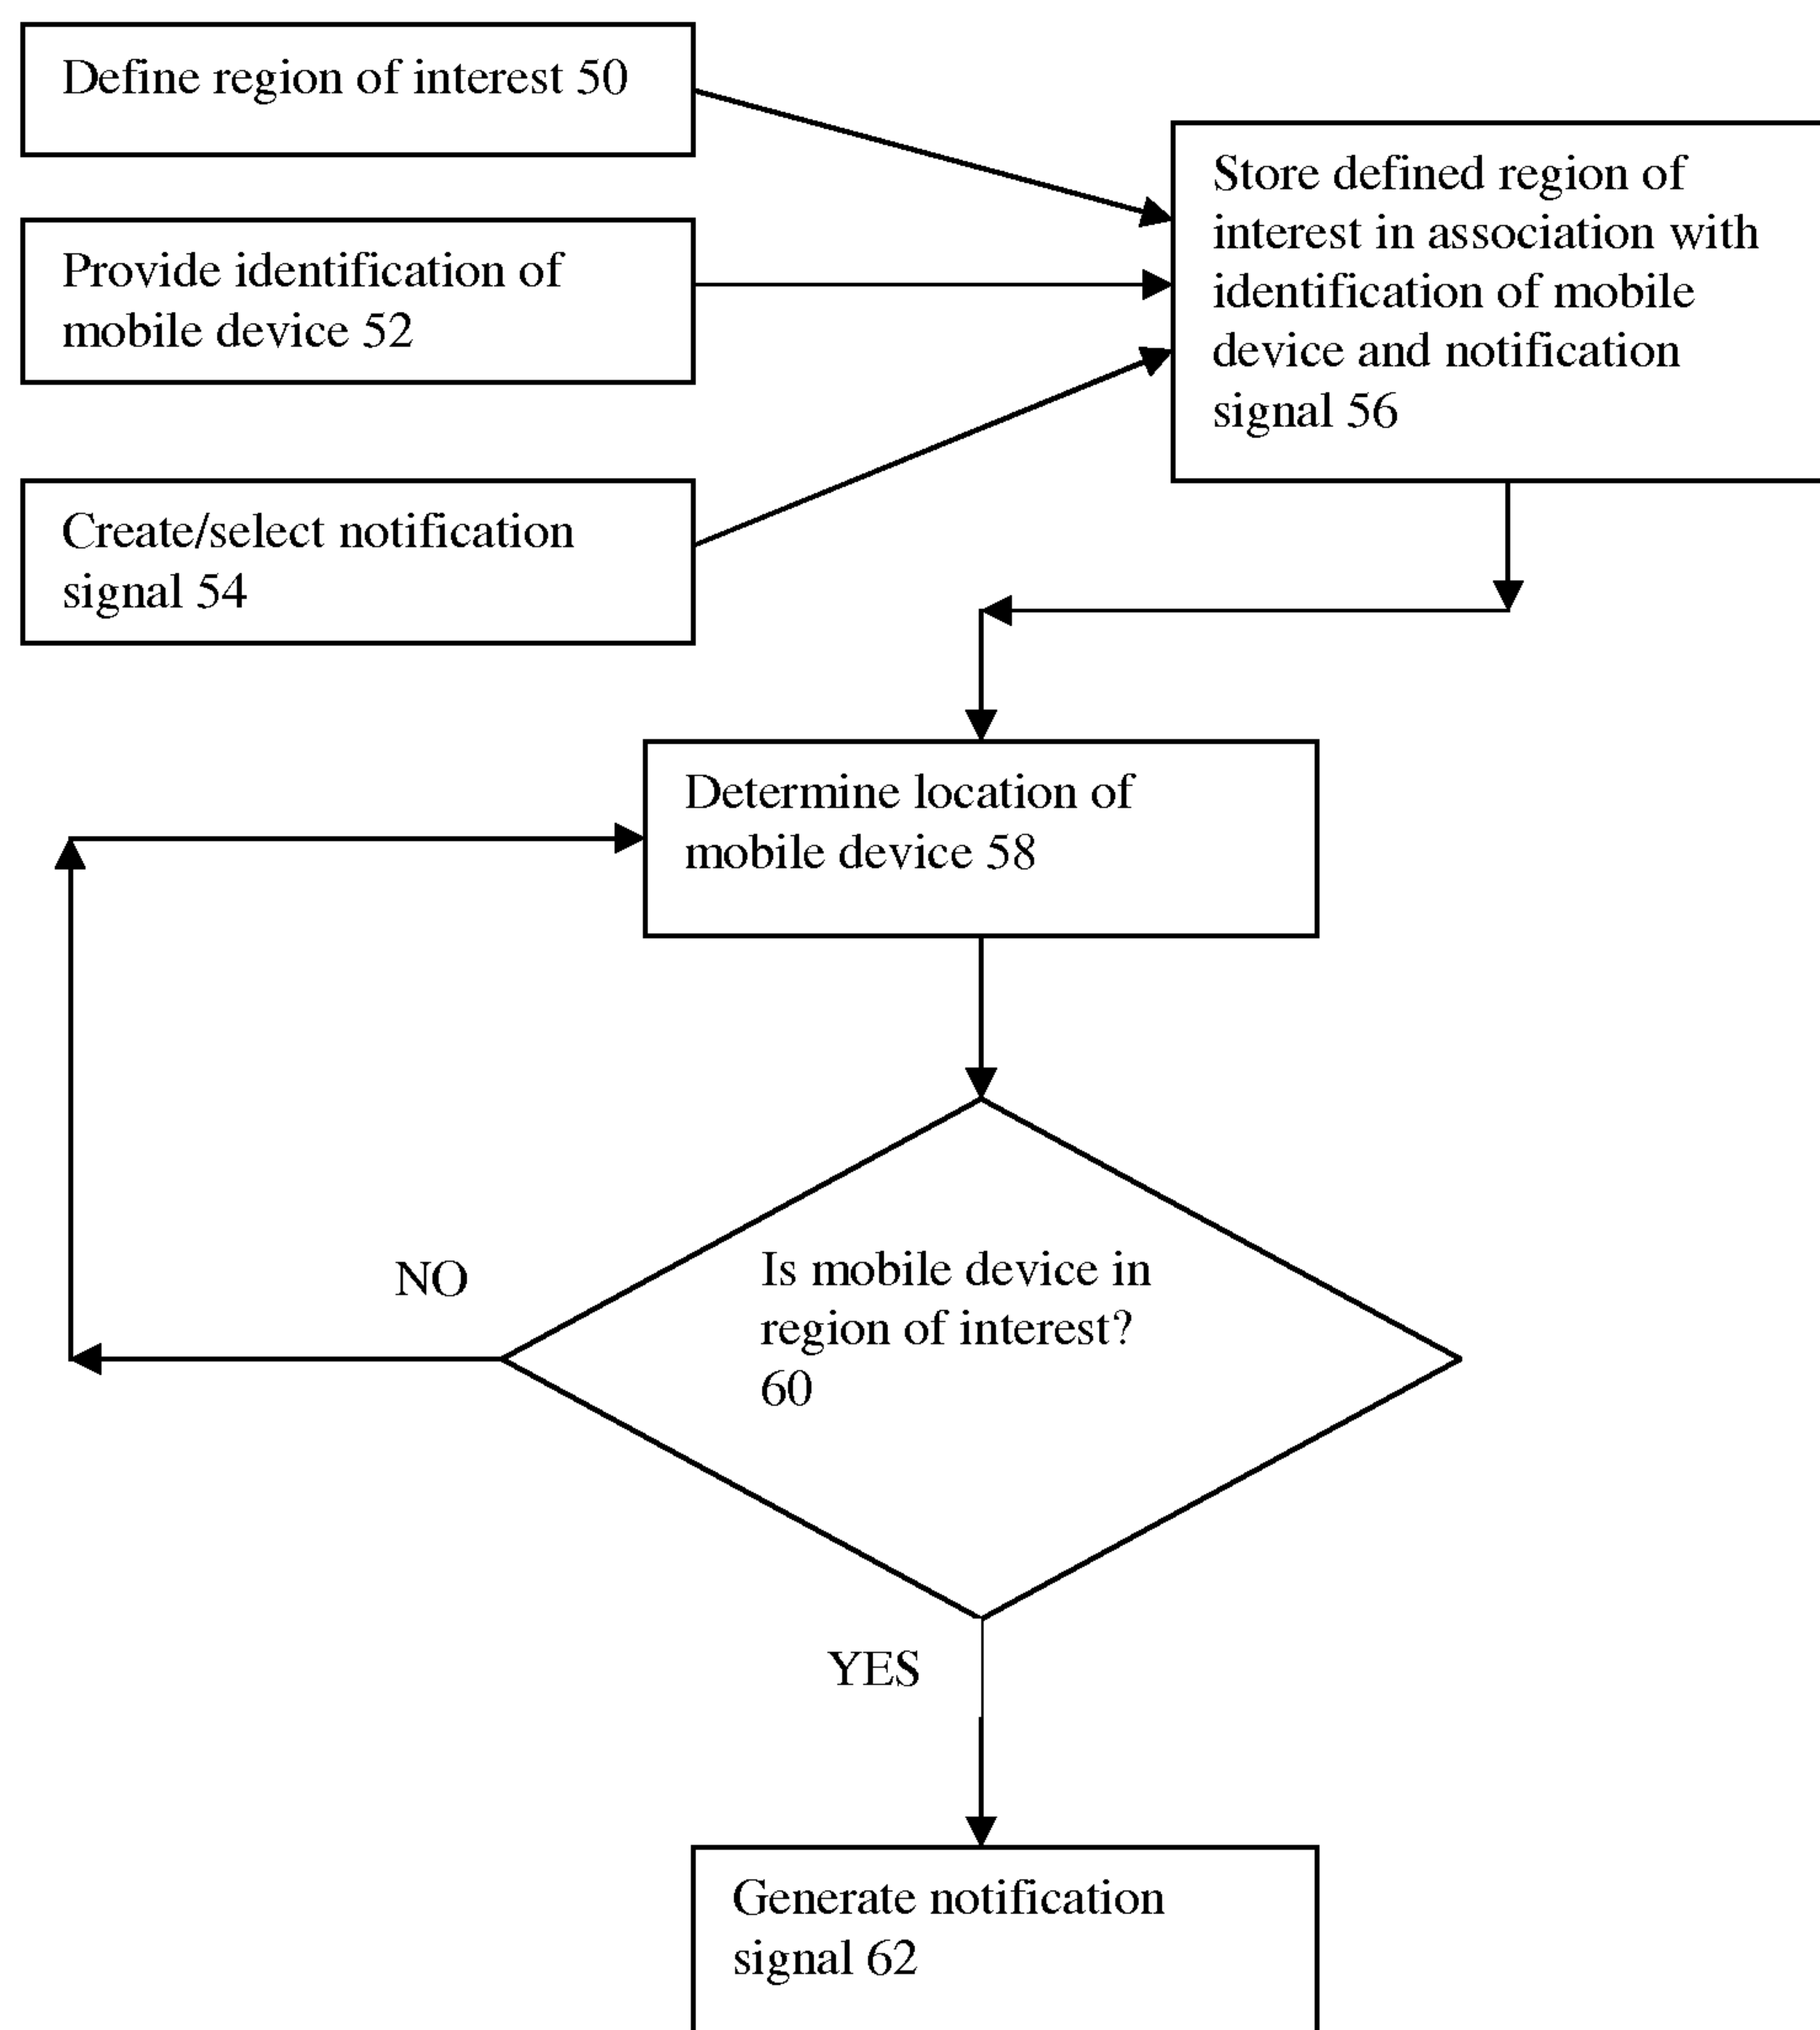 Define region of interest 50
Provide identification of
mobile device 52
Create/select notification
signal 54
Store defined region of
interest in association with
identification of mobile
device and notification
signal 56
Determine location of
mobile device 58
Is mobile device in
region of interest?
60
NO
YES
Generate notification
signal 62